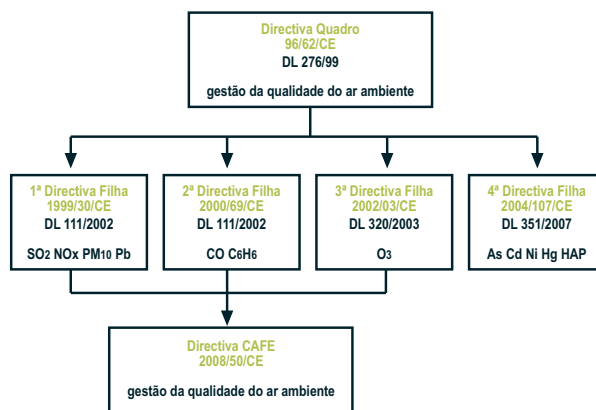 Directiva Quadro
96/62/CE
DL 276/99
gestão da qualidade do ar ambiente
1ª Directiva Filha
1999/30/CE
DL 111/2002
SO2 NOx PM10 Pb
2ª Directiva Filha
2000/69/CE
DL 111/2002
CO C6H6
3ª Directiva Filha
2002/03/CE
DL 320/2003
O3
4ª Directiva Filha
2004/107/CE
DL 351/2007
As Cd Ni Hg HAP
Directiva CAFE
2008/50/CE
gestão da qualidade do ar ambiente